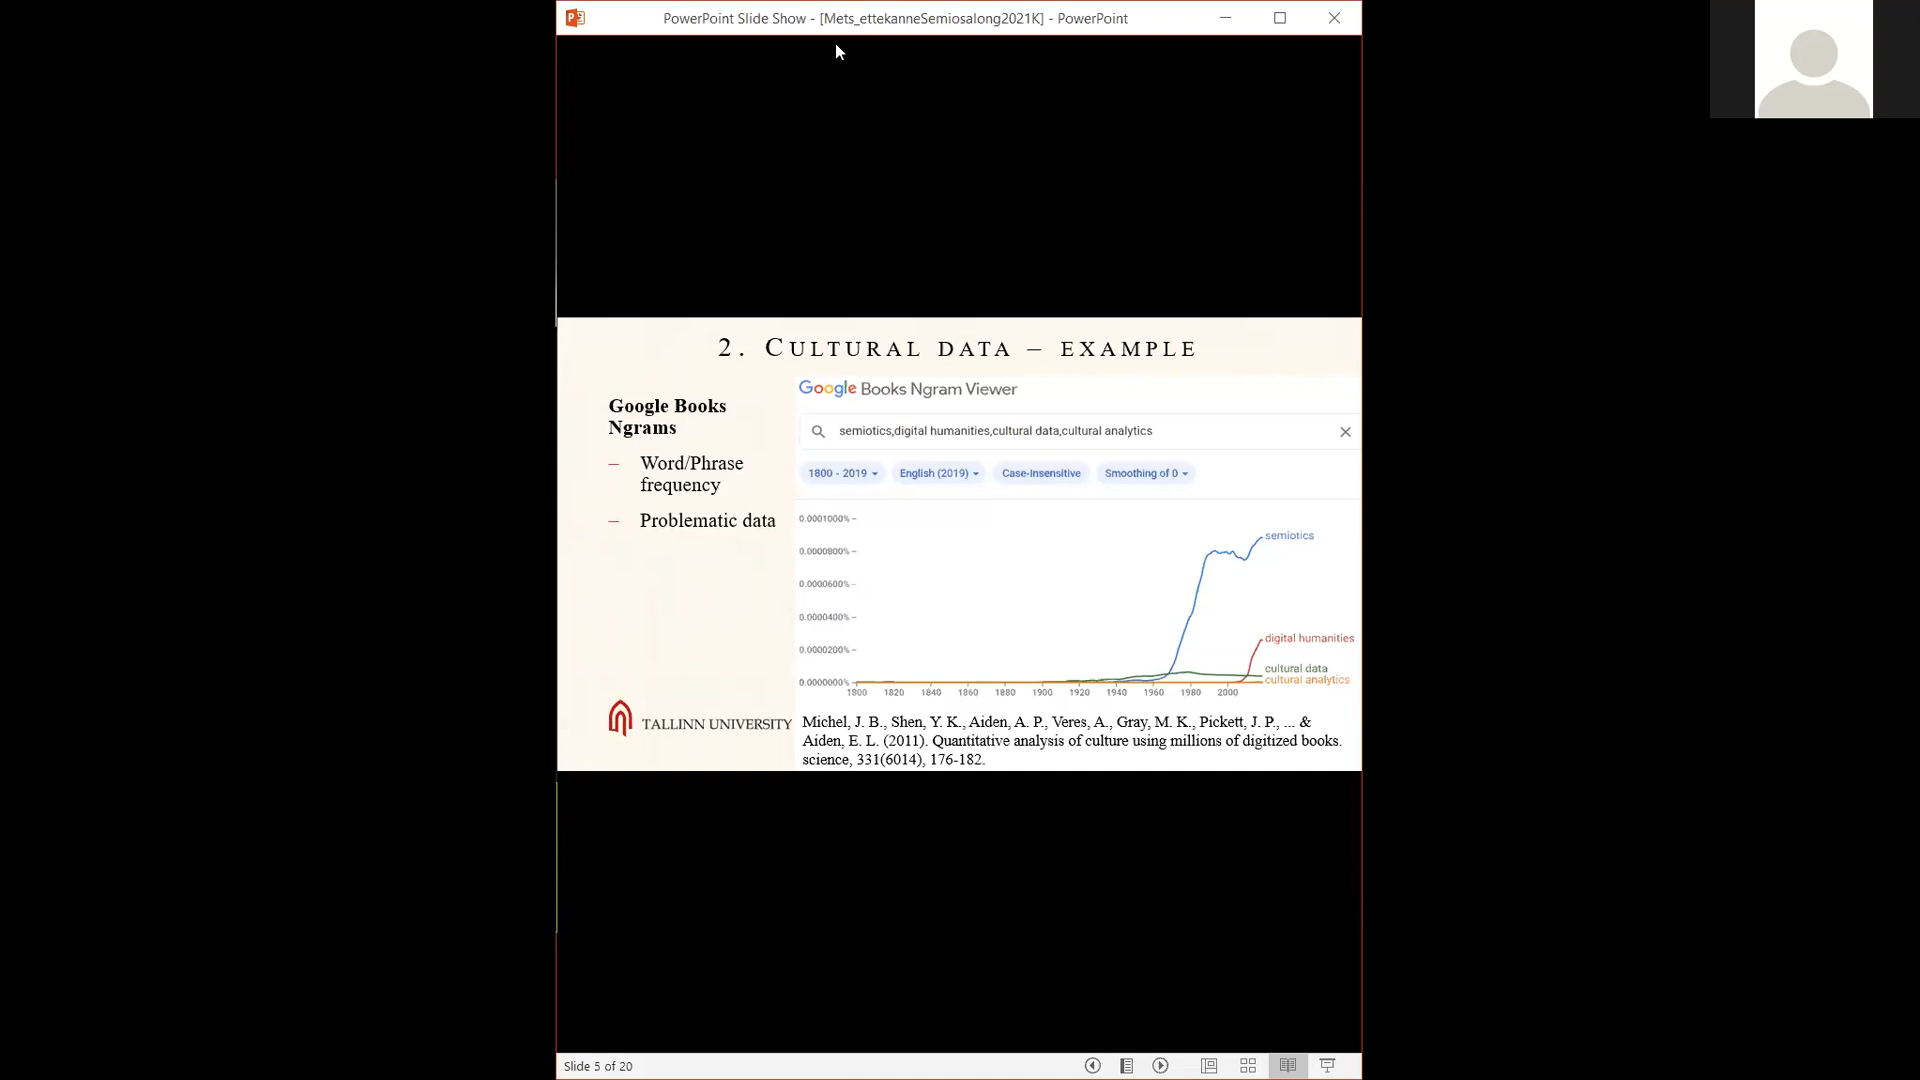 PowerPoint Slide Show - [Mets_ettekanneSemiosalong2021K] - PowerPoint
2. CULTURAL DATA – EXAMPLE
Google Books
Ngrams
– Word/Phrase
frequency
– Problematic data
Google Books Ngram Viewer
semiotics,digital humanities,cultural data,cultural analytics
1800 - 2019
English (2019)
Case-Insensitive
Smoothing of 0
0.0001000%
0.0000800%
0.0000600%
0.0000400%
0.0000200%
0.0000000%
1800 1820 1840 1860 1880 1900 1920 1940 1960 1980 2000
semiotics
digital humanities
cultural data
cultural analytics
TALLINN UNIVERSITY
Michel, J. B., Shen, Y. K., Aiden, A. P., Veres, A., Gray, M. K., Pickett, J. P., ... &
Aiden, E. L. (2011). Quantitative analysis of culture using millions of digitized books.
science, 331(6014), 176-182.
Slide 5 of 20